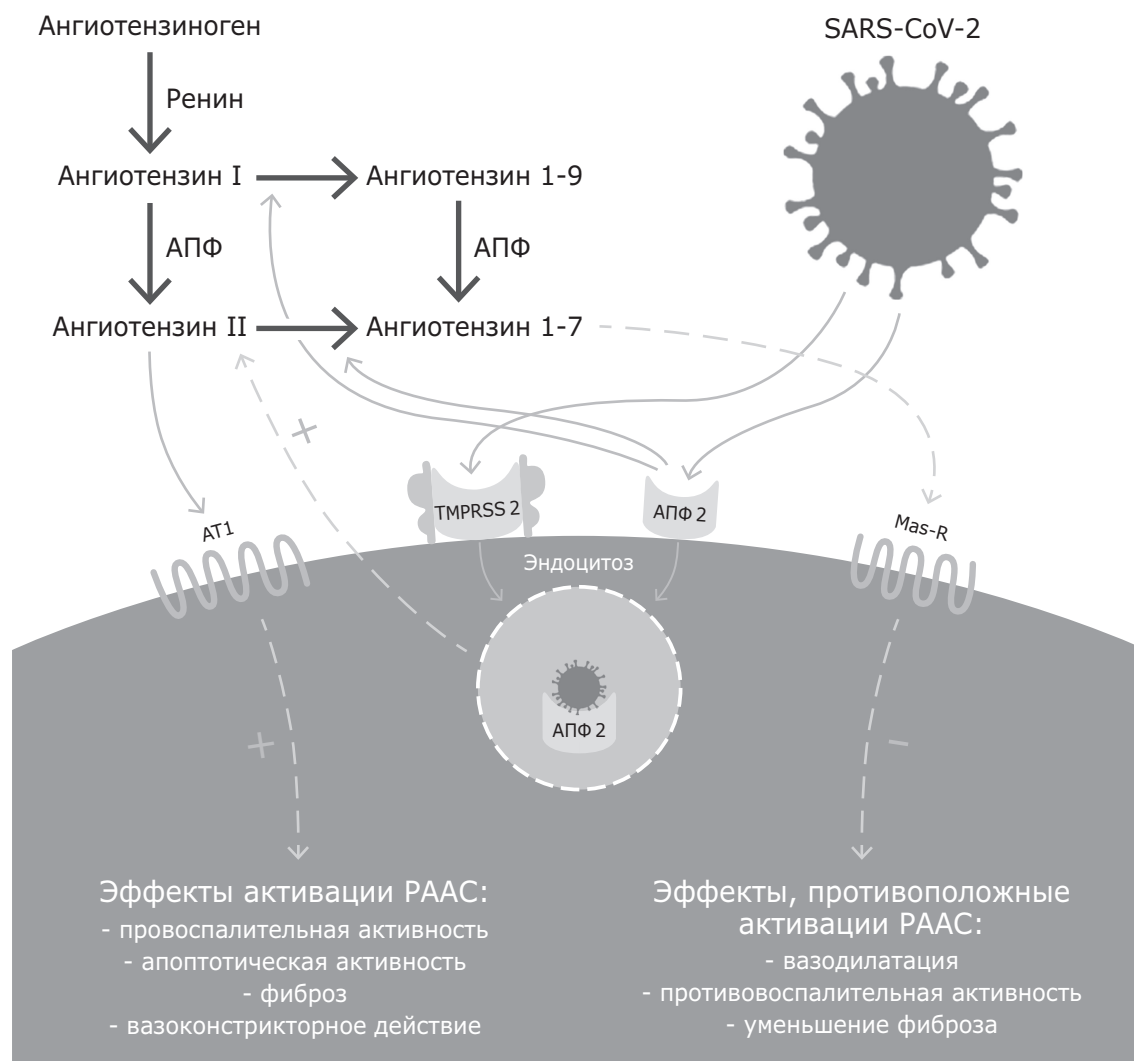 Ангиотензиноген
SARS-CoV-2
Ренин
Ангиотензин I
Ангиотензин 1-9
АПФ
АПФ
Ангиотензин II
Ангиотензин 1-7
+
AT1
TMPRSS 2
АПФ 2
Mas-R
Эндоцитоз
АПФ 2
+
–
Эффекты активации РААС:
- провоспалительная активность
- апоптотическая активность
- фиброз
- вазоконстрикторное действие
Эффекты, противоположные
активации РААС:
- вазодилатация
- противовоспалительная активность
- уменьшение фиброза